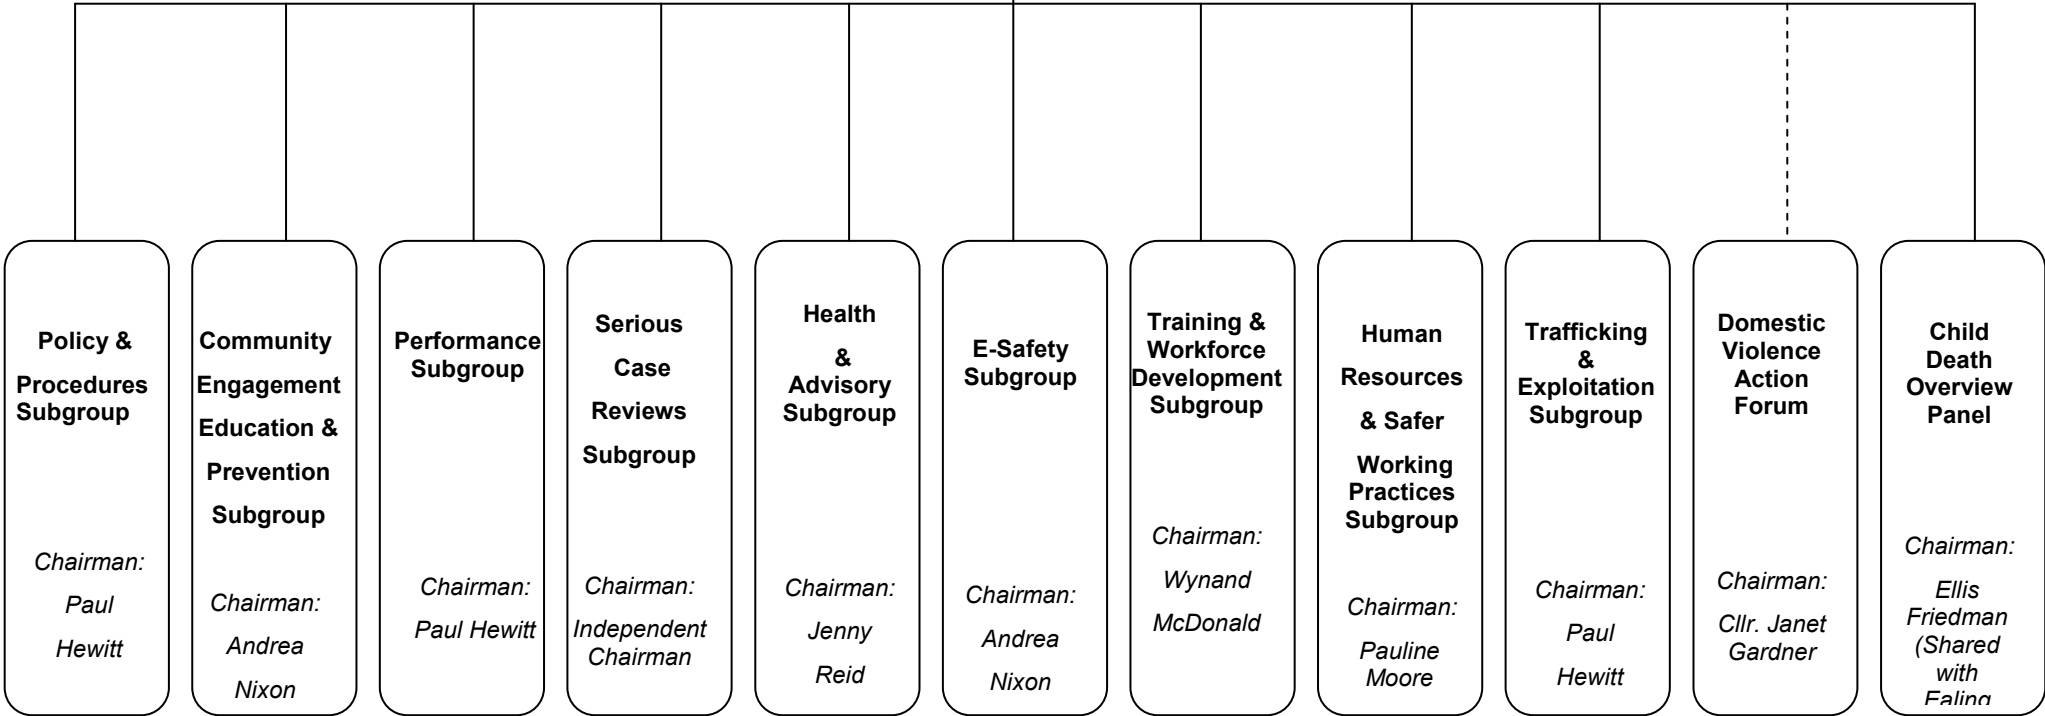 Policy &
Procedures
Subgroup
Chairman:
Paul
Hewitt
Community
Engagement
Education &
Prevention
Subgroup
Chairman:
Andrea
Nixon
Performance
Subgroup
Chairman:
Paul Hewitt
Serious
Case
Reviews
Subgroup
Chairman:
Independent
Chairman
Health
&
Advisory
Subgroup
Chairman:
Jenny
Reid
E-Safety
Subgroup
Chairman:
Andrea
Nixon
Training &
Workforce
Development
Subgroup
Chairman:
Wynand
McDonald
Human
Resources
& Safer
Working
Practices
Subgroup
Chairman:
Pauline
Moore
Trafficking
&
Exploitation
Subgroup
Chairman:
Paul
Hewitt
Domestic
Violence
Action
Forum
Chairman:
Cllr. Janet
Gardner
Child
Death
Overview
Panel
Chairman:
Ellis
Friedman
(Shared
with
Ealing